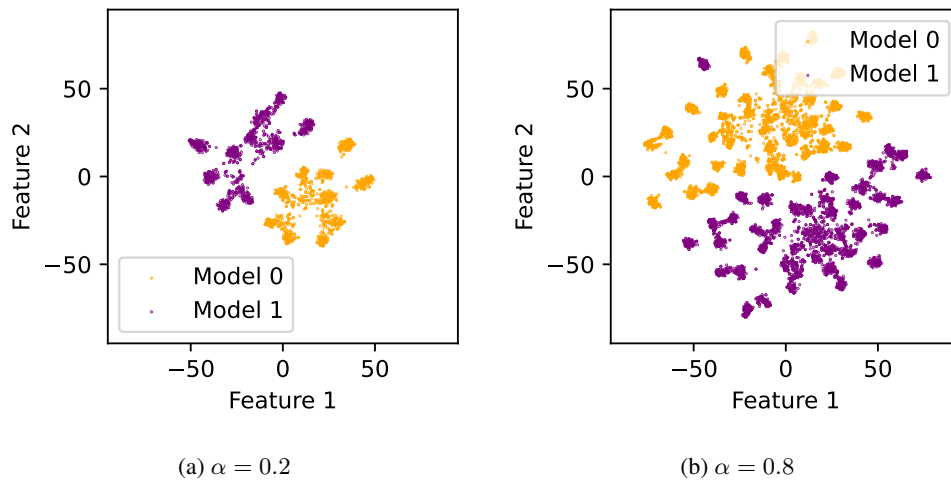 50
0
−50
Feature 2
Model 0
Model 1
−50 0 50
Feature 1
(a) α = 0.2
50
0
−50
Feature 2
Model 0
Model 1
−50 0 50
Feature 1
(b) α = 0.8